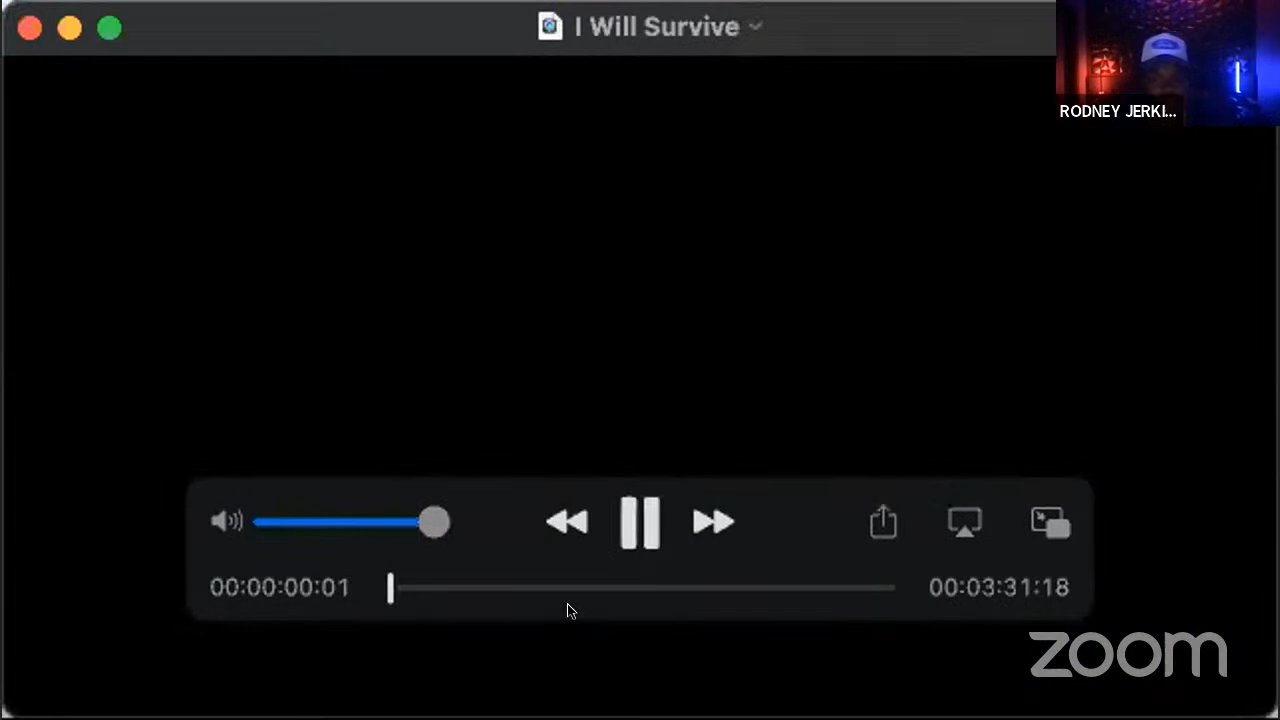 I Will Survive
RODNEY JERKI...
00:00:00:01
00:03:31:18
zoom